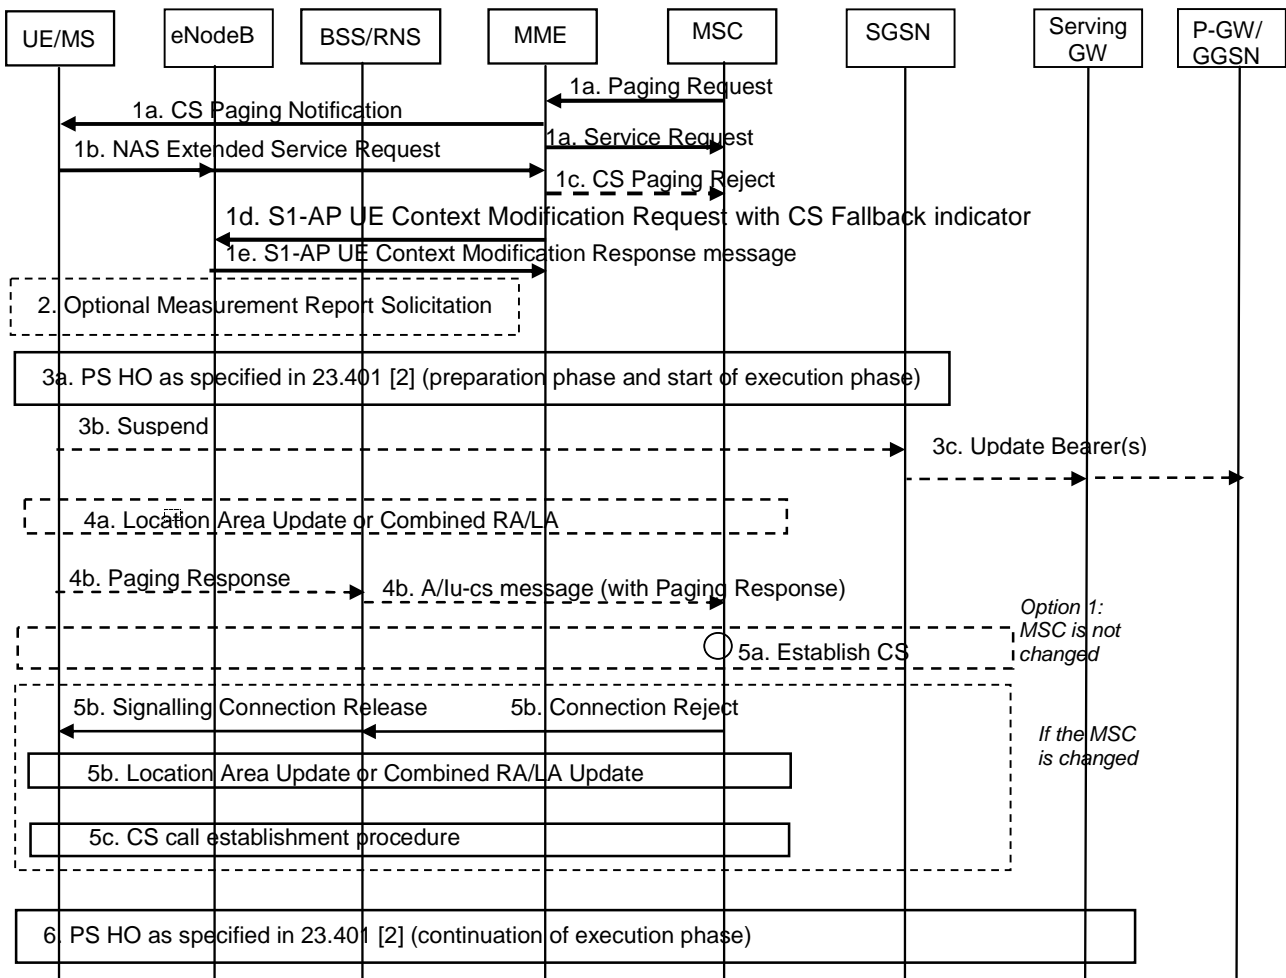 UE/MS
eNodeB
BSS/RNS
MME
MSC
SGSN
Serving
GW
P-GW/
GGSN
1a. Paging Request
1a. CS Paging Notification
1a. Service Request
1b. NAS Extended Service Request
1c. CS Paging Reject
1d. S1-AP UE Context Modification Request with CS Fallback indicator
1e. S1-AP UE Context Modification Response message
2. Optional Measurement Report Solicitation
3a. PS HO as specified in 23.401 [2] (preparation phase and start of execution phase)
3b. Suspend
3c. Update Bearer(s)
4a. Location Area Update or Combined RA/LA
4b. Paging Response
4b. A/Iu-cs message (with Paging Response)
Option 1:
MSC is not
changed
5a. Establish CS
5b. Signalling Connection Release
5b. Connection Reject
If the MSC
is changed
5b. Location Area Update or Combined RA/LA Update
5c. CS call establishment procedure
6. PS HO as specified in 23.401 [2] (continuation of execution phase)